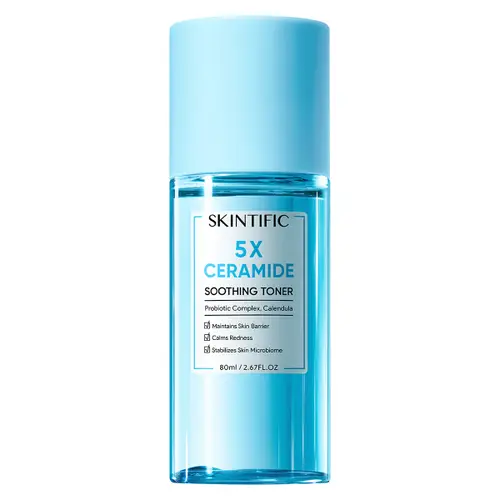 SKINTIFIC
5X
CERAMIDE
SOOTHING TONER
Probiotic Complex, Calendula
Maintains Skin Barrier
Calms Redness
Stabilizes Skin Microbiome
80ml / 2.67FL.OZ